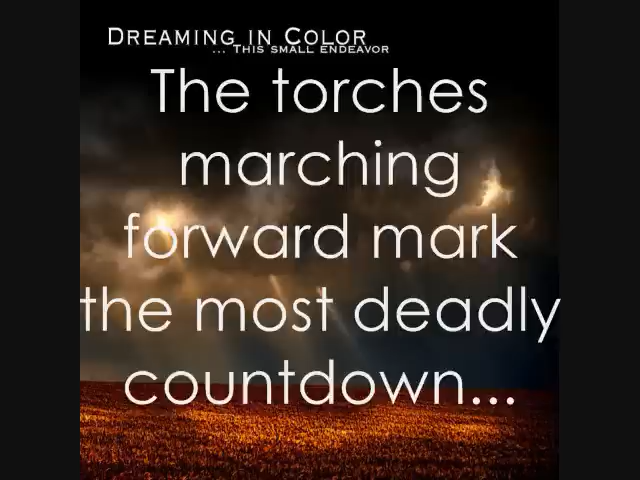 Dreaming in Color
... This small endeavor
The torches
marching
forward mark
the most deadly
countdown...